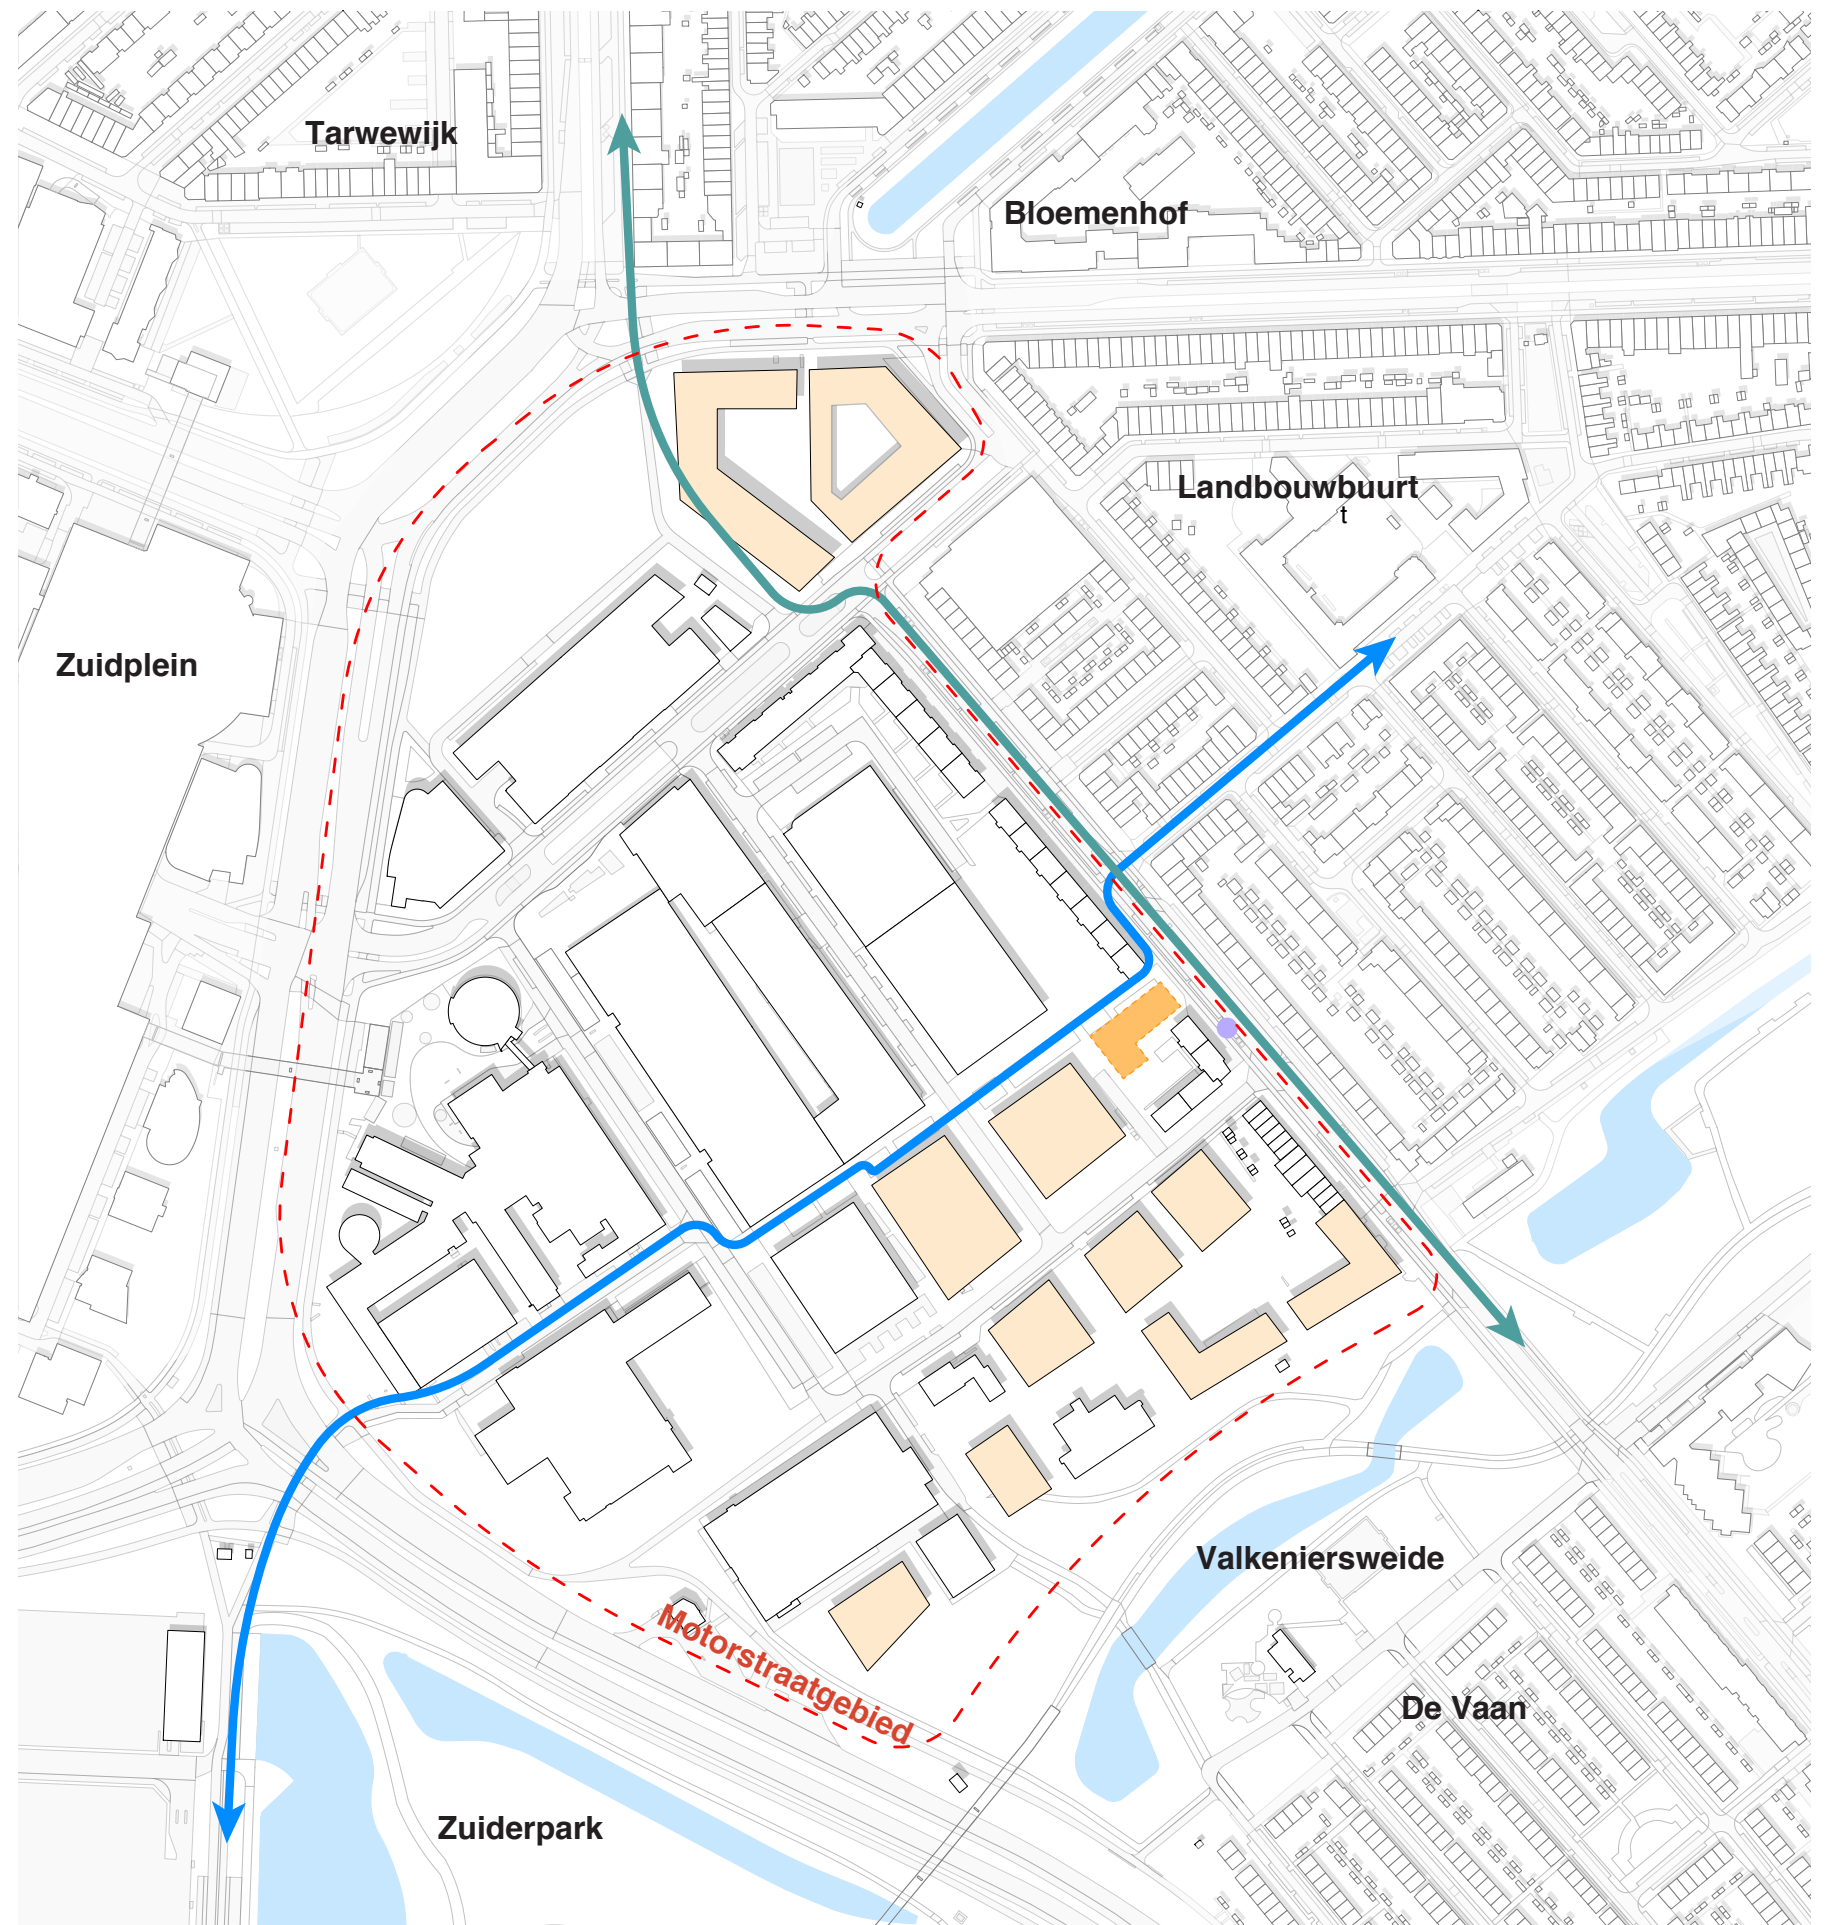 Tarwewijk
Bloemenhof
Landbouwbuurt
t
Zuidplein
Valkeniersweide
Motorstraatgebied
De Vaan
Zuiderpark